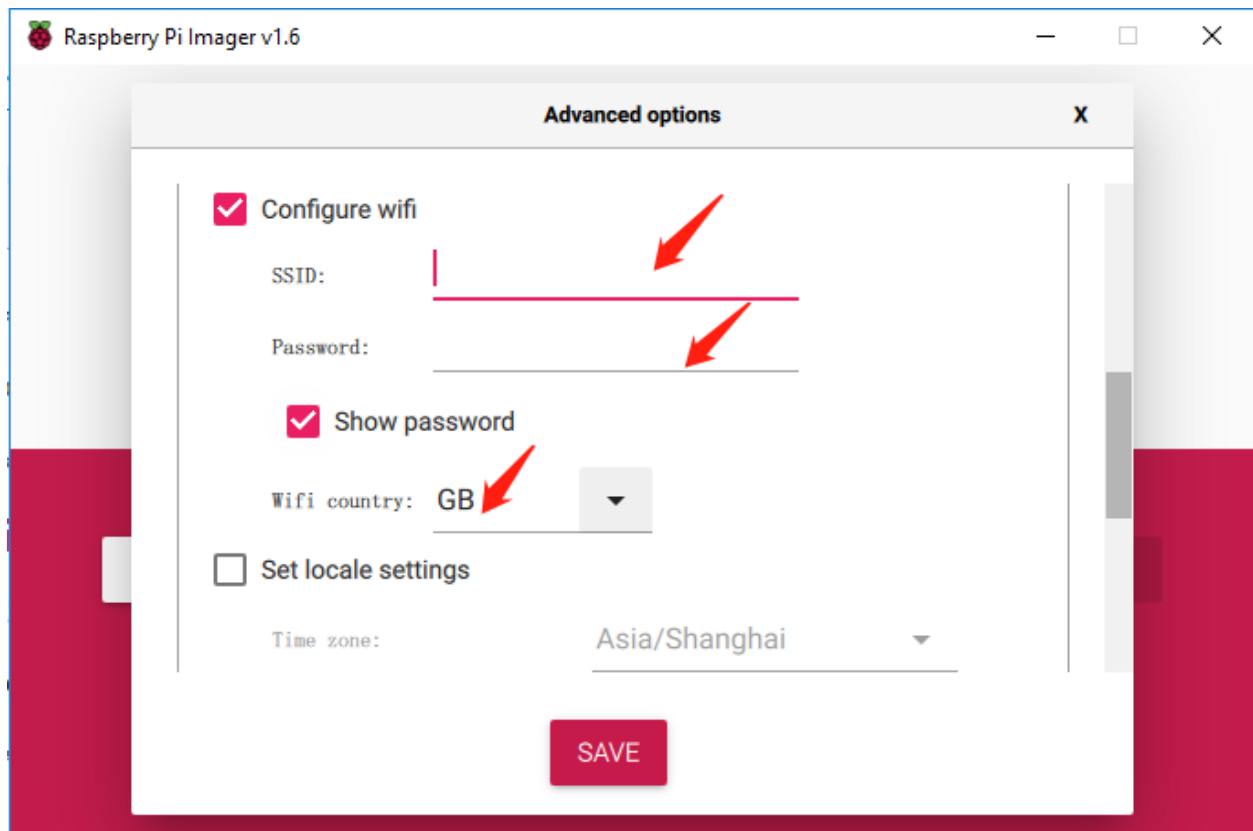 Raspberry Pi Imager v1.6
Advanced options
X
Configure wifi
SSID:
Password:
Show password
Wifi country: GB
Set locale settings
Time zone: Asia/Shanghai
SAVE